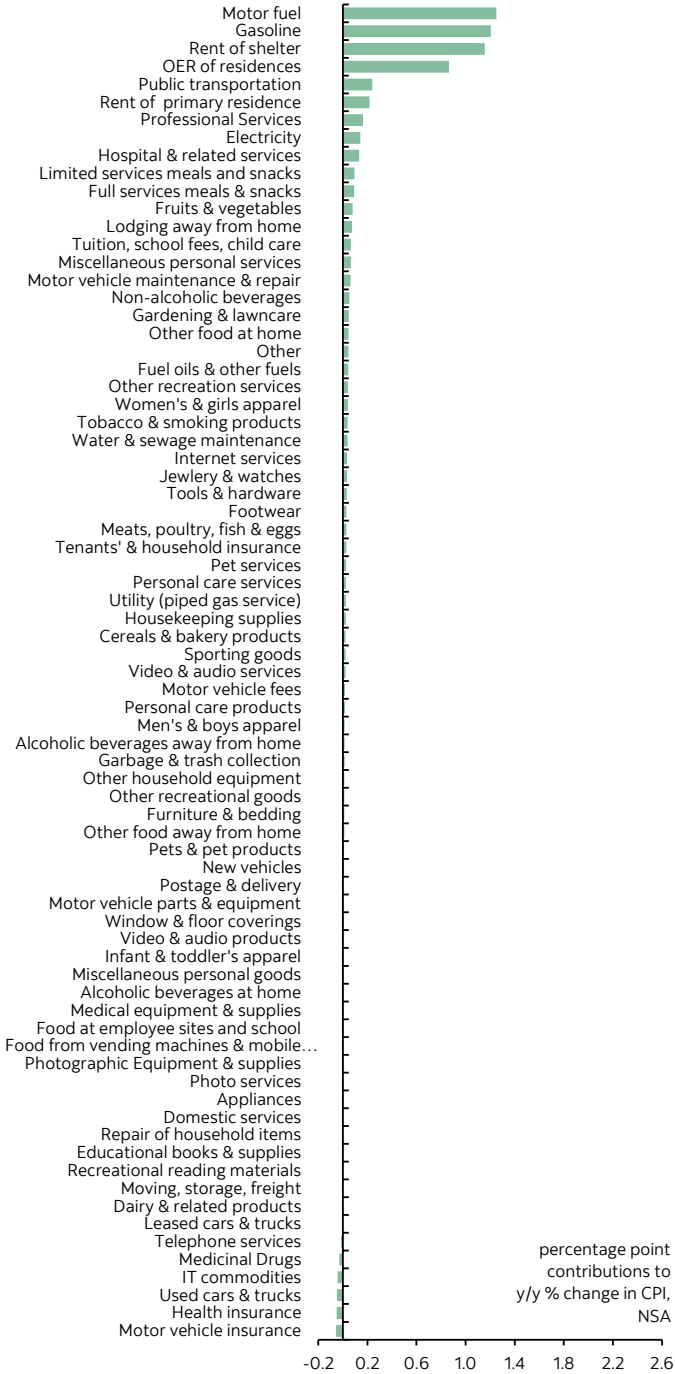 Motor fuel
Gasoline
Rent of shelter
OER of residences
Public transportation
Rent of  primary residence
Professional Services
Electricity
Hospital & related services
Limited services meals and snacks
Full services meals & snacks
Fruits & vegetables
Lodging away from home
Tuition, school fees, child care
Miscellaneous personal services
Motor vehicle maintenance & repair
Non-alcoholic beverages
Gardening & lawncare
Other food at home
Other
Fuel oils & other fuels
Other recreation services
Women's & girls apparel
Tobacco & smoking products
Water & sewage maintenance
Internet services
Jewlery & watches
Tools & hardware
Footwear
Meats, poultry, fish & eggs
Tenants' & household insurance
Pet services
Personal care services
Utility (piped gas service)
Housekeeping supplies
Cereals & bakery products
Sporting goods
Video & audio services
Motor vehicle fees
Personal care products
Men's & boys apparel
Alcoholic beverages away from home
Garbage & trash collection
Other household equipment
Other recreational goods
Furniture & bedding
Other food away from home
Pets & pet products
New vehicles
Postage & delivery
Motor vehicle parts & equipment
Window & floor coverings
Video & audio products
Infant & toddler's apparel
Miscellaneous personal goods
Alcoholic beverages at home
Medical equipment & supplies
Food at employee sites and school
Food from vending machines & mobile…
Photographic Equipment & supplies
Photo services
Appliances
Domestic services
Repair of household items
Educational books & supplies
Recreational reading materials
Moving, storage, freight
Dairy & related products
Leased cars & trucks
Telephone services
Medicinal Drugs
IT commodities
Used cars & trucks
Health insurance
Motor vehicle insurance
percentage point
contributions to
y/y % change in CPI,
NSA
-0.2 0.2 0.6 1.0 1.4 1.8 2.2 2.6